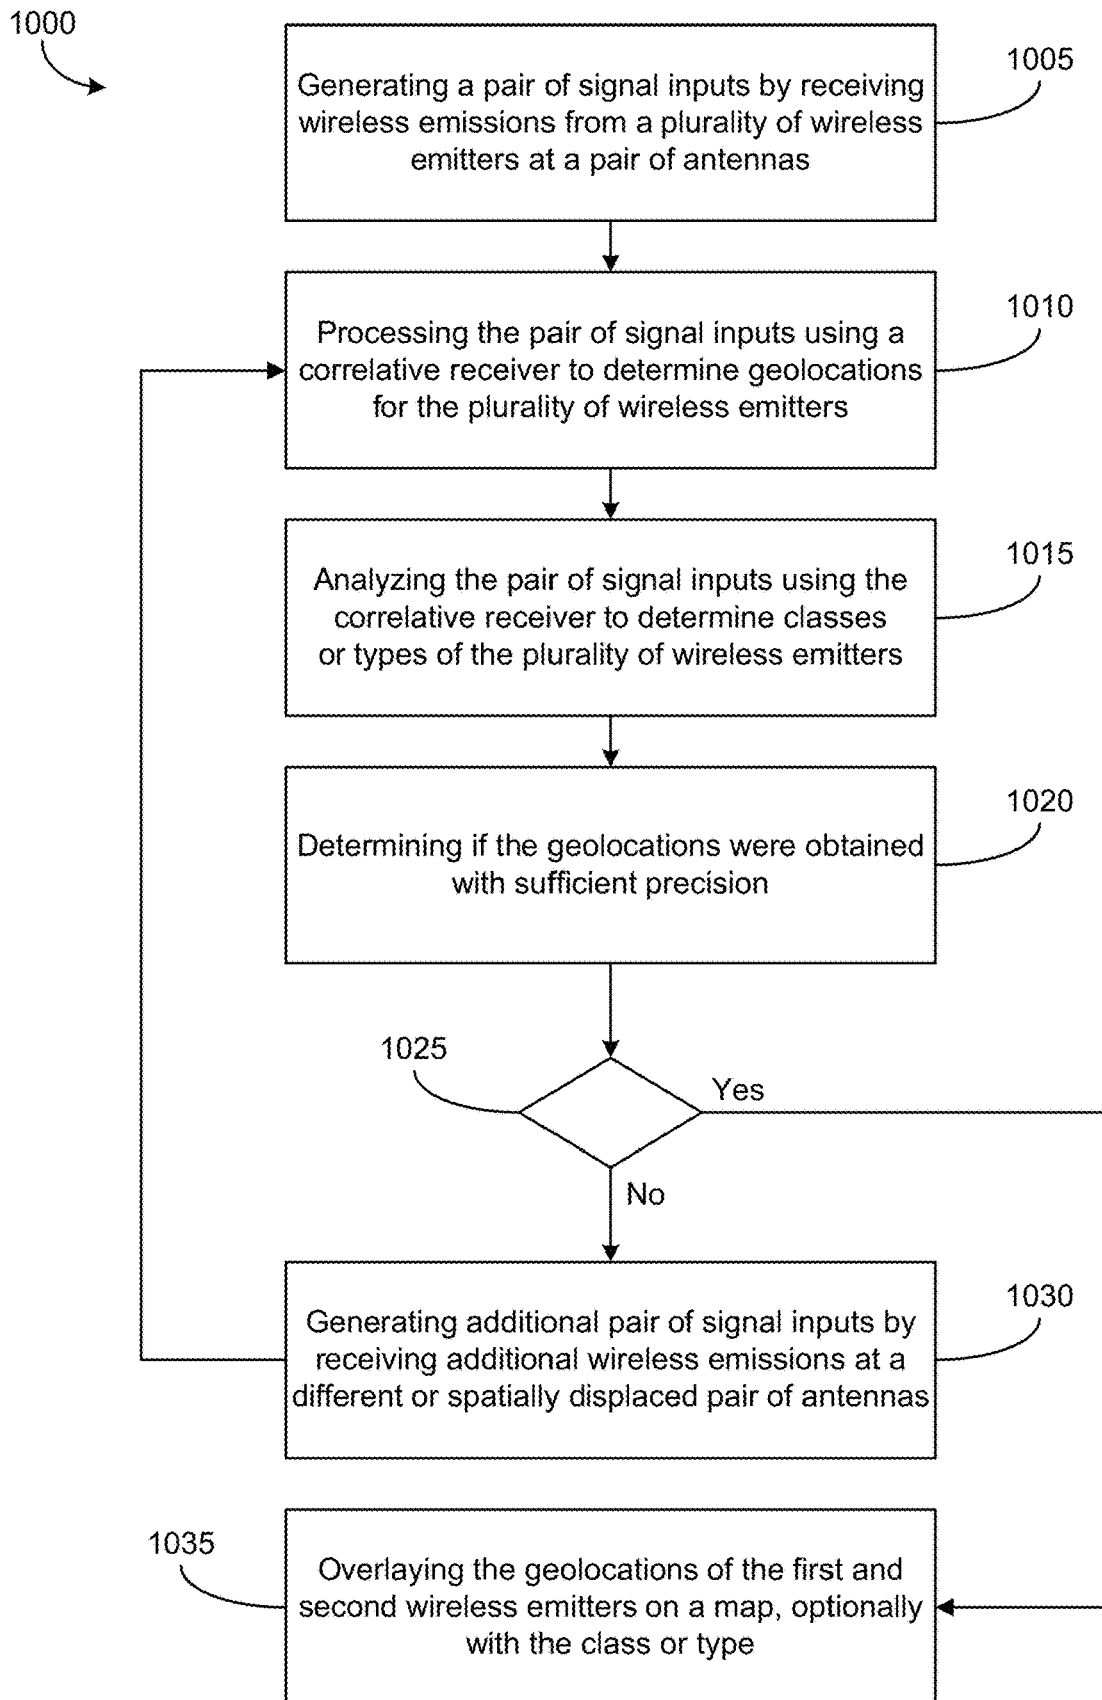 1000
1005
Generating a pair of signal inputs by receiving
wireless emissions from a plurality of wireless
emitters at a pair of antennas
1010
Processing the pair of signal inputs using a
correlative receiver to determine geolocations
for the plurality of wireless emitters
1015
Analyzing the pair of signal inputs using the
correlative receiver to determine classes
or types of the plurality of wireless emitters
1020
Determining if the geolocations were obtained
with sufficient precision
1025
Yes
No
1030
Generating additional pair of signal inputs by
receiving additional wireless emissions at a
different or spatially displaced pair of antennas
1035
Overlaying the geolocations of the first and
second wireless emitters on a map, optionally
with the class or type